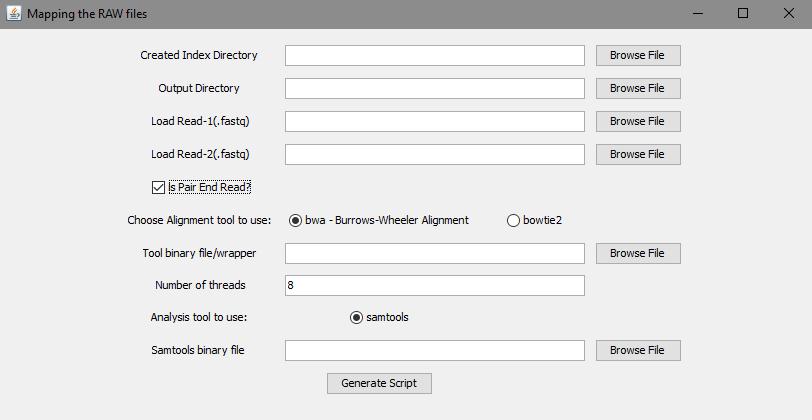 Mapping the RAW files
Created Index Directory Browse File
Output Directory Browse File
Load Read-1(.fastq) Browse File
Load Read-2(.fastq) Browse File
Is Pair End Read?
Choose Alignment tool to use: bwa - Burrows-Wheeler Alignment bowtie2
Tool binary file/wrapper Browse File
Number of threads 8
Analysis tool to use: samtools
Samtools binary file Browse File
Generate Script